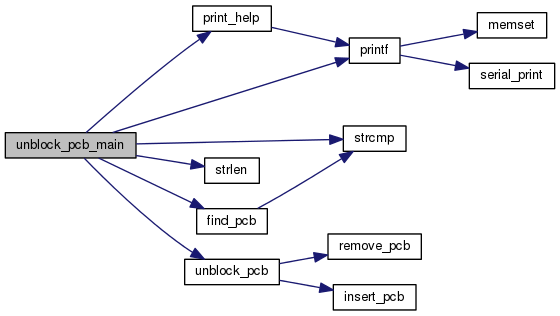 print_help
memset
printf
serial_print
unblock_pcb_main
strcmp
strlen
find_pcb
remove_pcb
unblock_pcb
insert_pcb